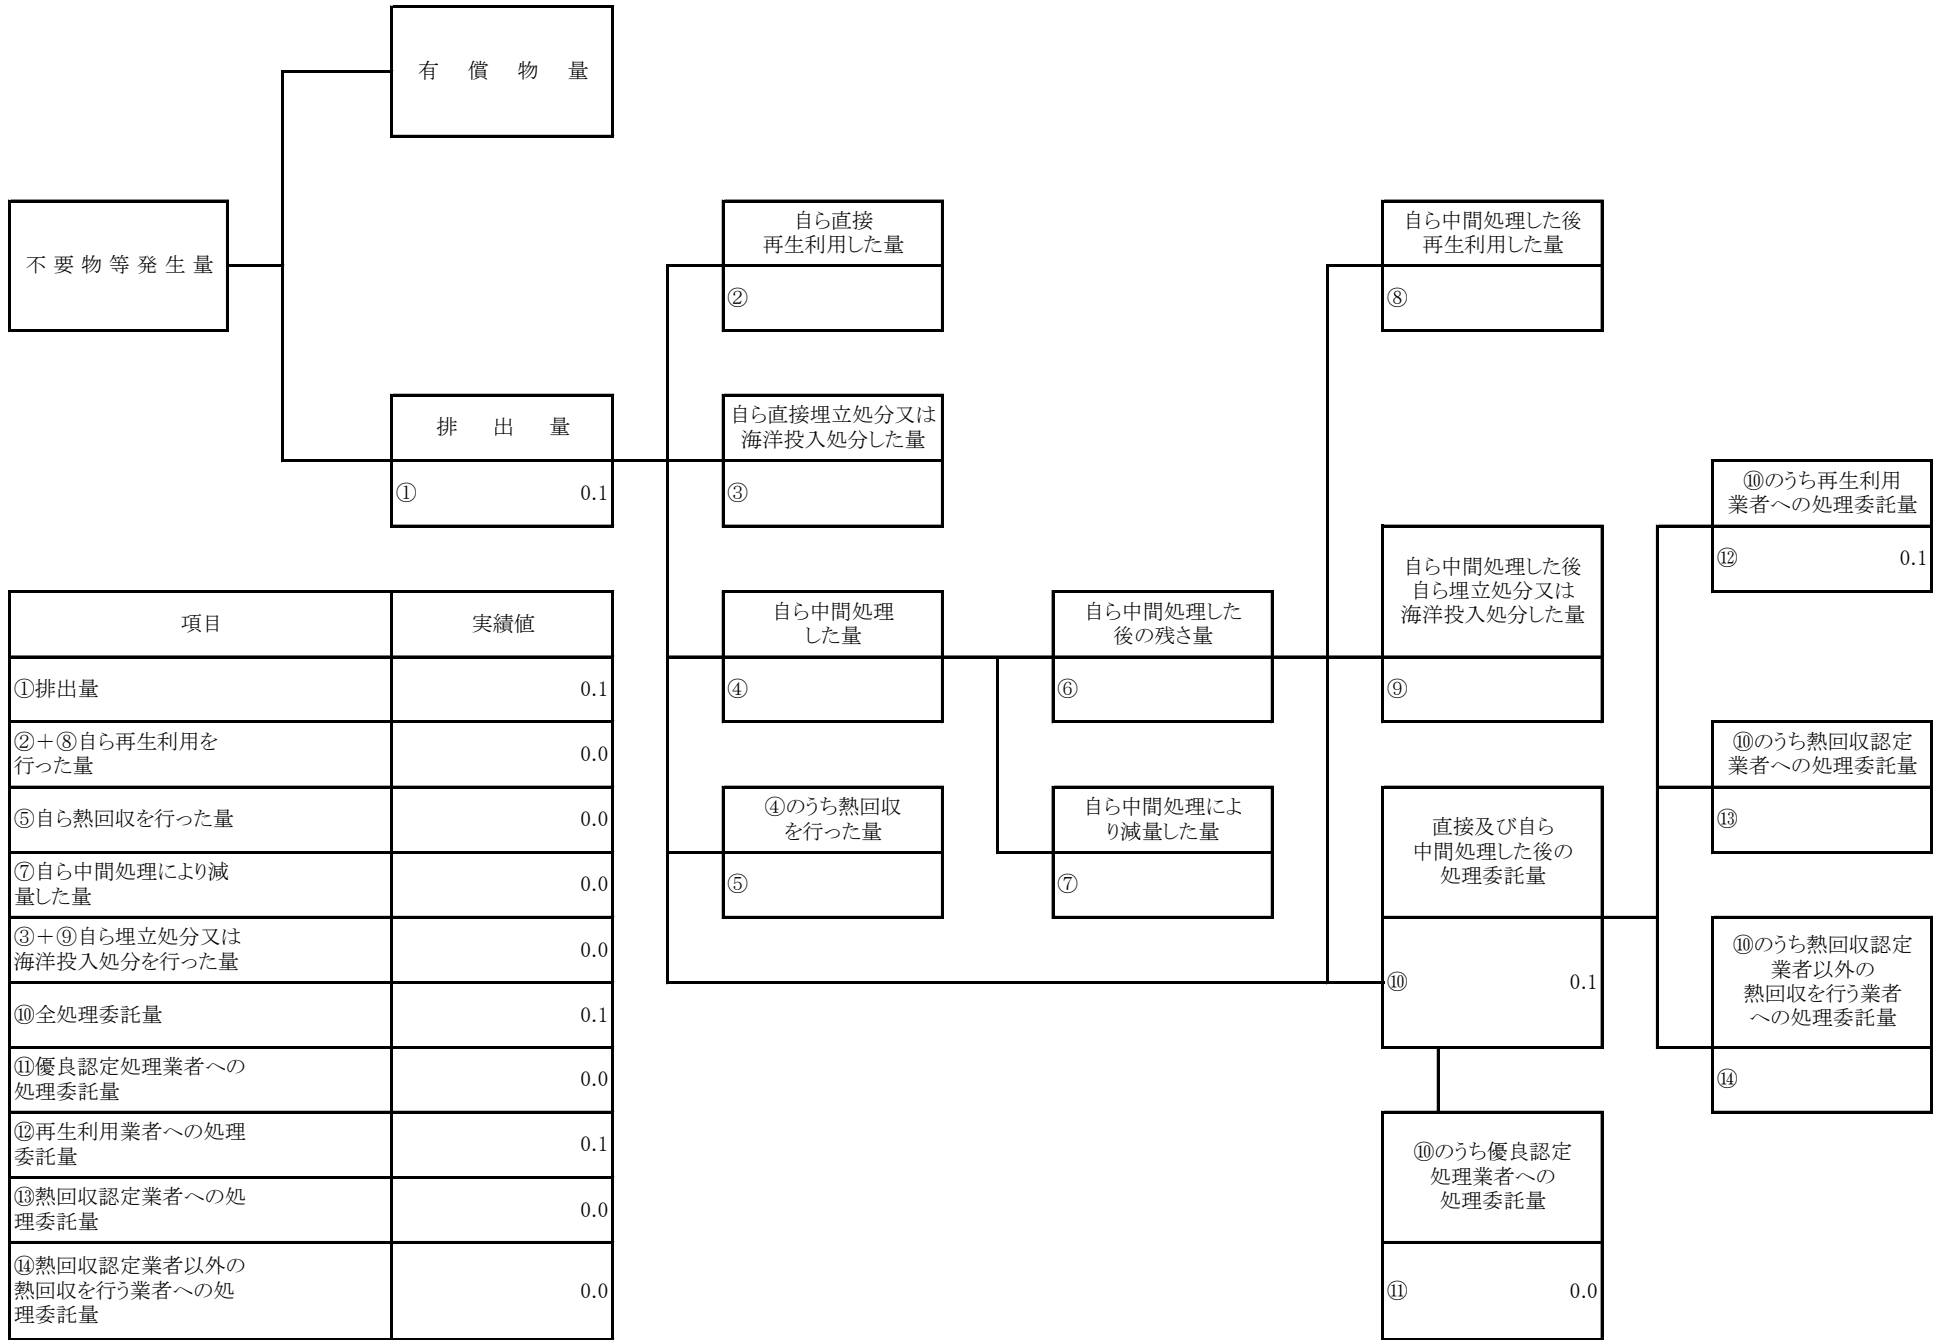 有償物量
不要物等発生量
自ら直接
再生利用した量
②
自ら中間処理した後
再生利用した量
⑧
排出量
① 0.1
自ら直接埋立処分又は
海洋投入処分した量
③
⑩のうち再生利用
業者への処理委託量
⑫ 0.1
自ら中間処理した後
自ら埋立処分又は
海洋投入処分した量
⑨
自ら中間処理
した量
④
自ら中間処理した
後の残さ量
⑥
⑩のうち熱回収認定
業者への処理委託量
⑬
④のうち熱回収
を行った量
⑤
自ら中間処理によ
り減量した量
⑦
直接及び自ら
中間処理した後の
処理委託量
⑩ 0.1
⑩のうち熱回収認定
業者以外の
熱回収を行う業者
への処理委託量
⑭
⑩のうち優良認定
処理業者への
処理委託量
⑪ 0.0
項目 実績値
①排出量 0.1
②＋⑧自ら再生利用を
行った量 0.0
⑤自ら熱回収を行った量 0.0
⑦自ら中間処理により減
量した量 0.0
③＋⑨自ら埋立処分又は
海洋投入処分を行った量 0.0
⑩全処理委託量 0.1
⑪優良認定処理業者への
処理委託量 0.0
⑫再生利用業者への処理
委託量 0.1
⑬熱回収認定業者への処
理委託量 0.0
⑭熱回収認定業者以外の
熱回収を行う業者への処
理委託量 0.0